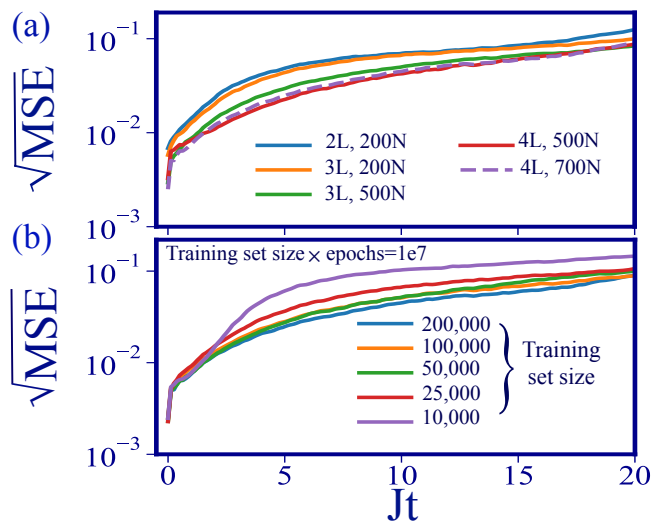 (a)
10⁻¹
10⁻²
10⁻³
√MSE
2L, 200N
3L, 200N
3L, 500N
4L, 500N
4L, 700N
(b)
Training set size × epochs=1e7
10⁻¹
10⁻²
10⁻³
√MSE
200,000
100,000
50,000
25,000
10,000
Training
set size
0
5
10
15
20
Jt